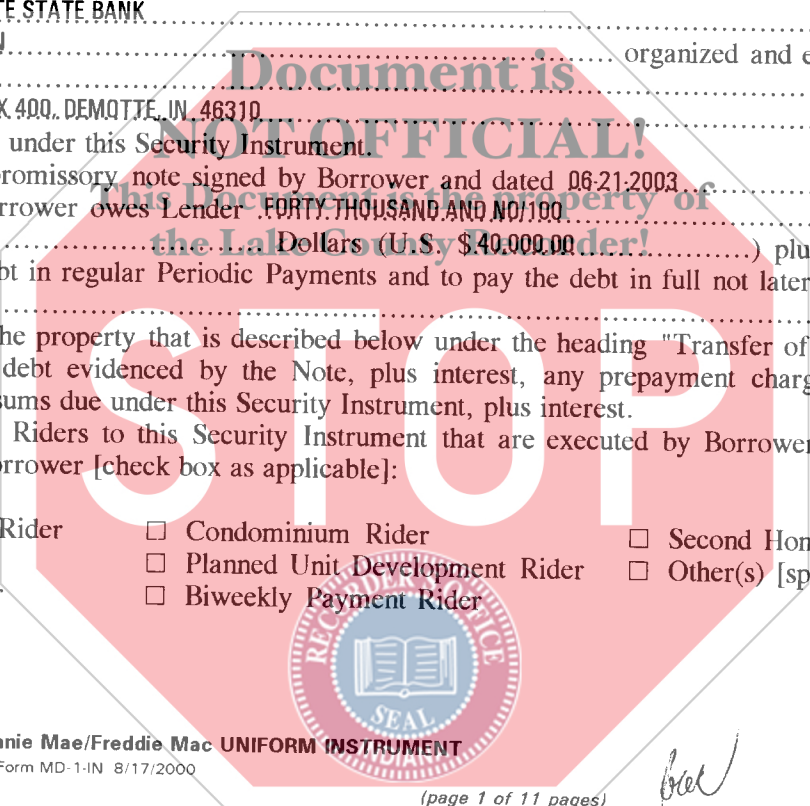 TE STATE BANK
organized and e
X 400, DEMOTTE, IN 46310
under this Security Instrument.
romissory note signed by Borrower and dated 06-21-2003
rrower owes Lender FORTY THOUSAND AND NO/100
Dollars (U.S. $40,000.00 ) plu
bt in regular Periodic Payments and to pay the debt in full not later
he property that is described below under the heading "Transfer of
debt evidenced by the Note, plus interest, any prepayment charg
sums due under this Security Instrument, plus interest.
Riders to this Security Instrument that are executed by Borrower
rrower [check box as applicable]:
Rider ☐ Condominium Rider ☐ Second Hom
☐ Planned Unit Development Rider ☐ Other(s) [sp
☐ Biweekly Payment Rider
nnie Mae/Freddie Mac UNIFORM INSTRUMENT
Form MD-1-IN 8/17/2000
(page 1 of 11 pages)
Document is
NOT OFFICIAL!
This Document is the property of
the Lake County Recorder!
STOP
RECORDER'S OFFICE
SEAL
INDIANA